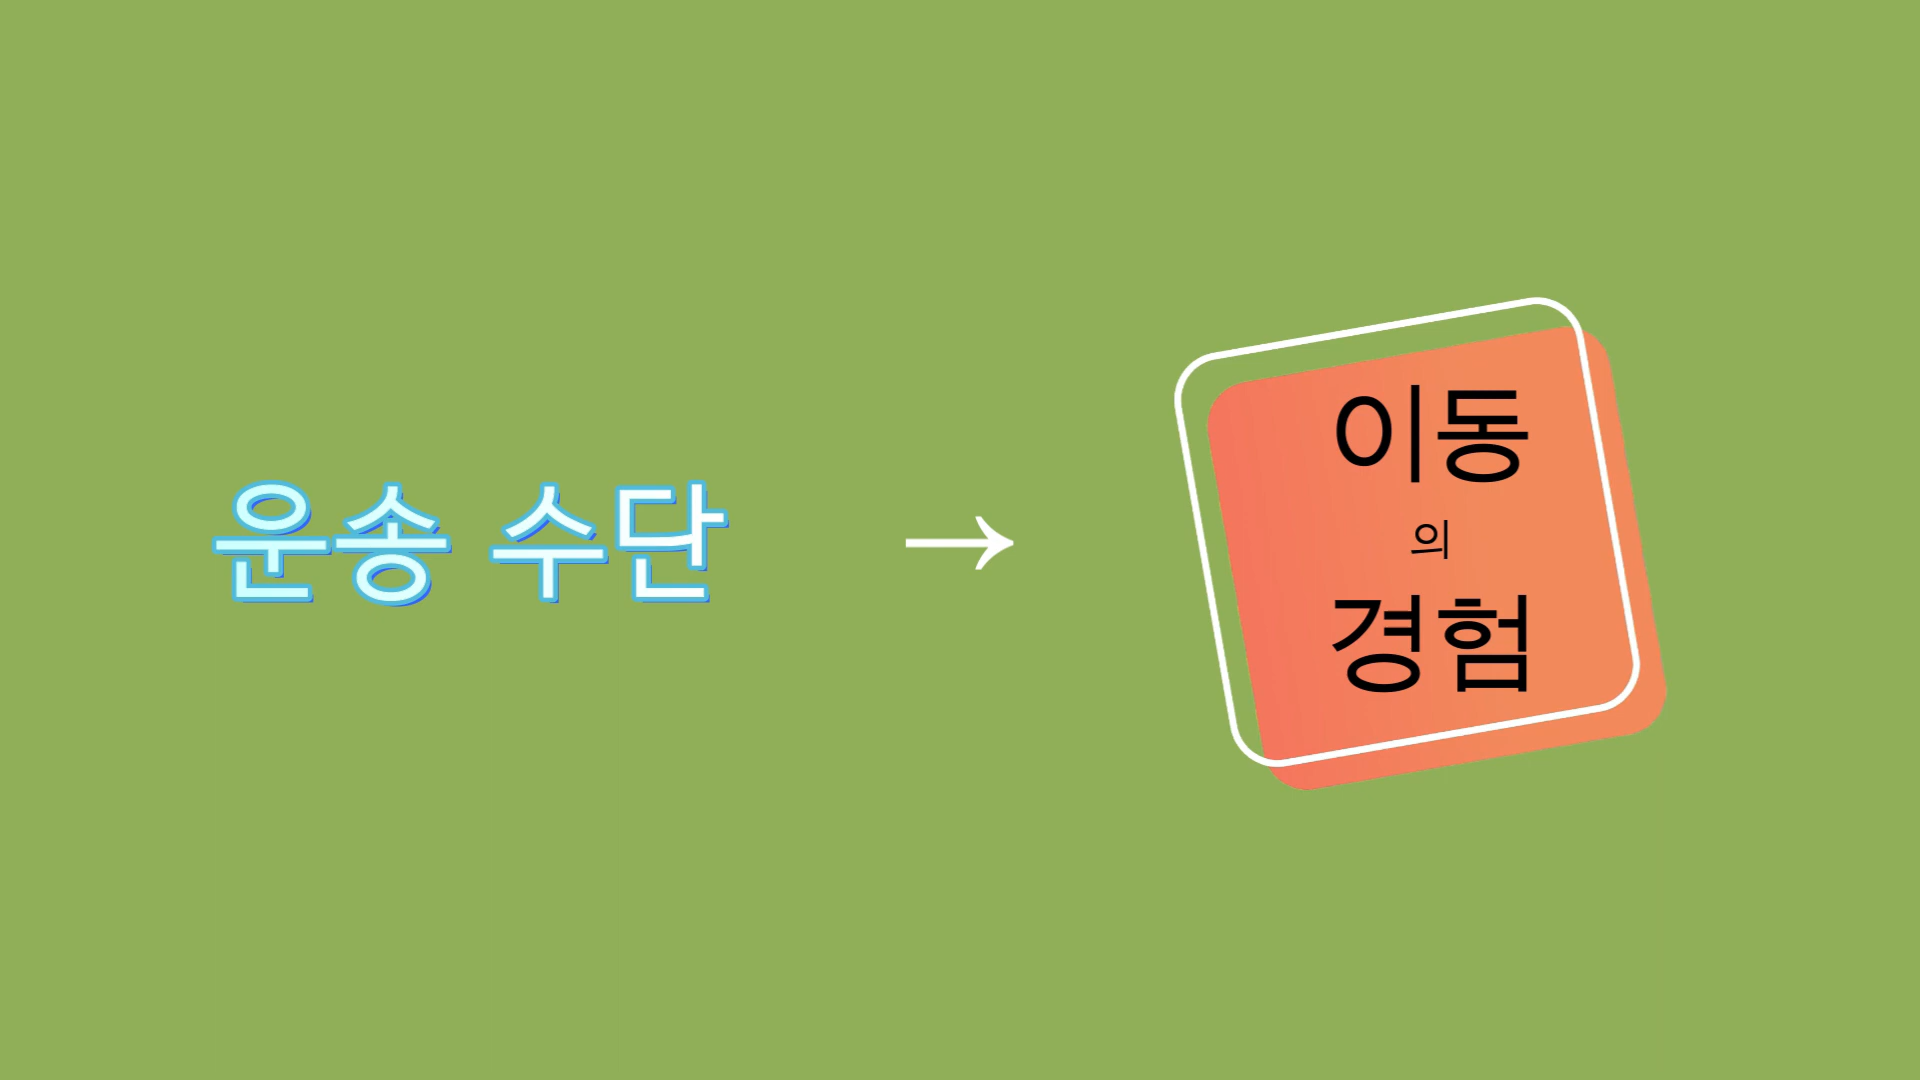 운송 수단
→
이동
의
경험